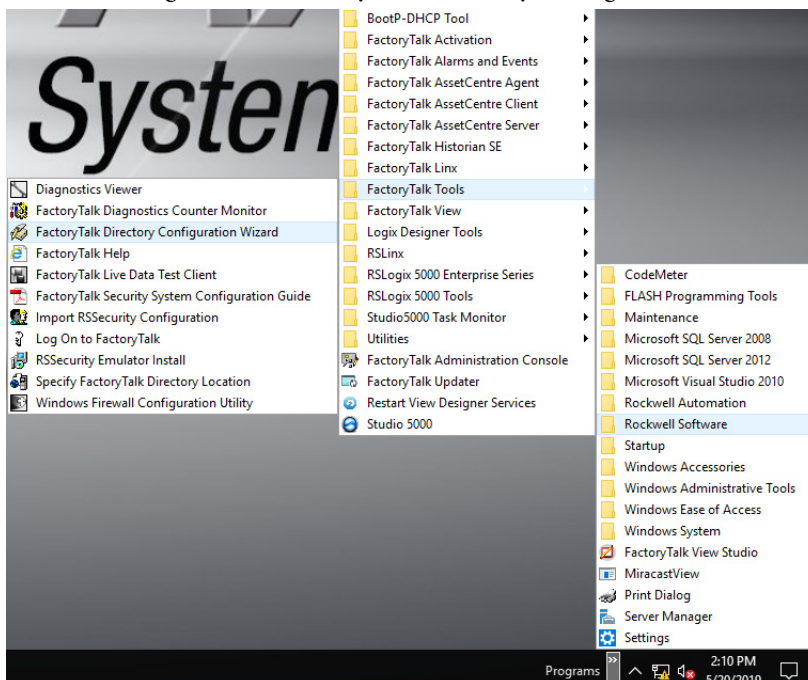 Systen
BootP-DHCP Tool
FactoryTalk Activation
FactoryTalk Alarms and Events
FactoryTalk AssetCentre Agent
FactoryTalk AssetCentre Client
FactoryTalk AssetCentre Server
FactoryTalk Historian SE
FactoryTalk Linx
FactoryTalk Tools
FactoryTalk View
Logix Designer Tools
RSLinx
RSLogix 5000 Enterprise Series
RSLogix 5000 Tools
Studio5000 Task Monitor
Utilities
FactoryTalk Administration Console
FactoryTalk Updater
Restart View Designer Services
Studio 5000
Diagnostics Viewer
FactoryTalk Diagnostics Counter Monitor
FactoryTalk Directory Configuration Wizard
FactoryTalk Help
FactoryTalk Live Data Test Client
FactoryTalk Security System Configuration Guide
Import RSSecurity Configuration
Log On to FactoryTalk
RSSecurity Emulator Install
Specify FactoryTalk Directory Location
Windows Firewall Configuration Utility
CodeMeter
FLASH Programming Tools
Maintenance
Microsoft SQL Server 2008
Microsoft SQL Server 2012
Microsoft Visual Studio 2010
Rockwell Automation
Rockwell Software
Startup
Windows Accessories
Windows Administrative Tools
Windows Ease of Access
Windows System
FactoryTalk View Studio
MiracastView
Print Dialog
Server Manager
Settings
Programs
2:10 PM
5/20/2019